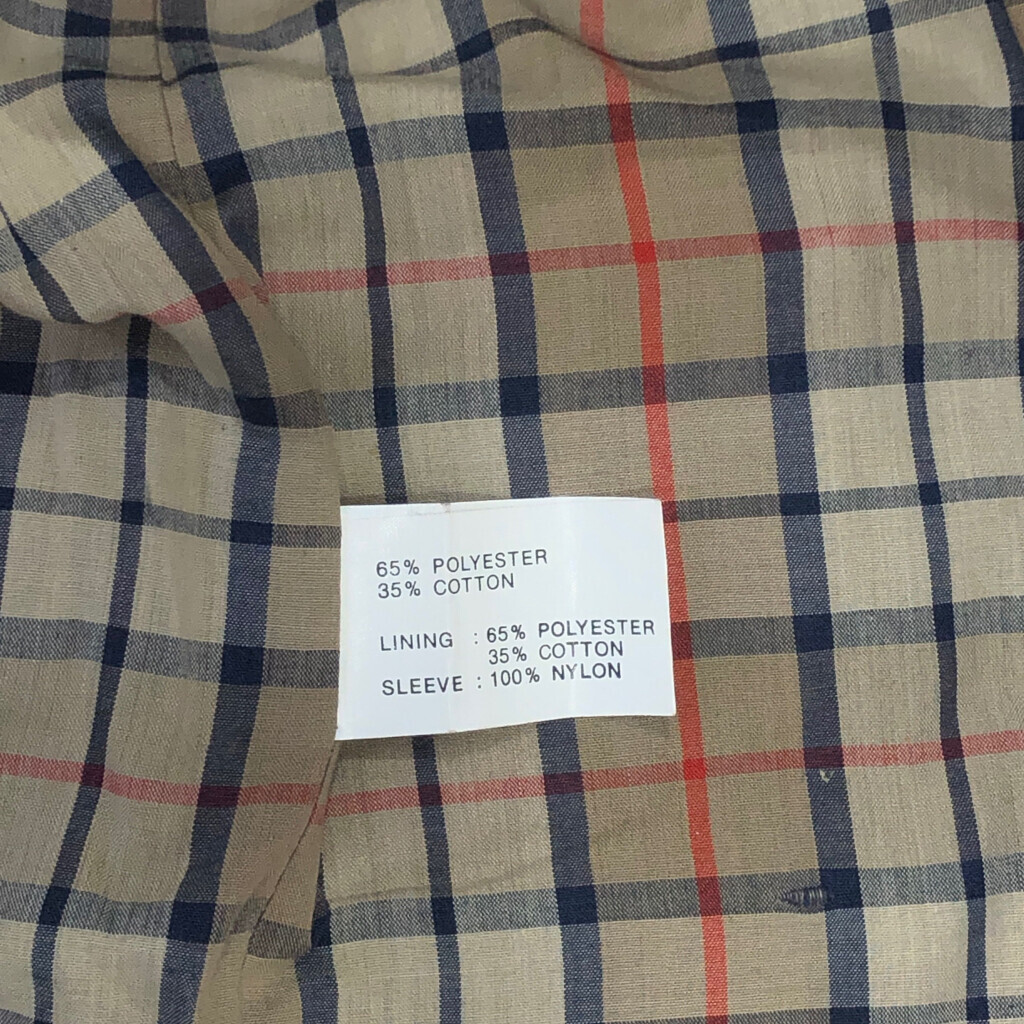 65% POLYESTER
35% COTTON
LINING : 65% POLYESTER
35% COTTON
SLEEVE : 100% NYLON